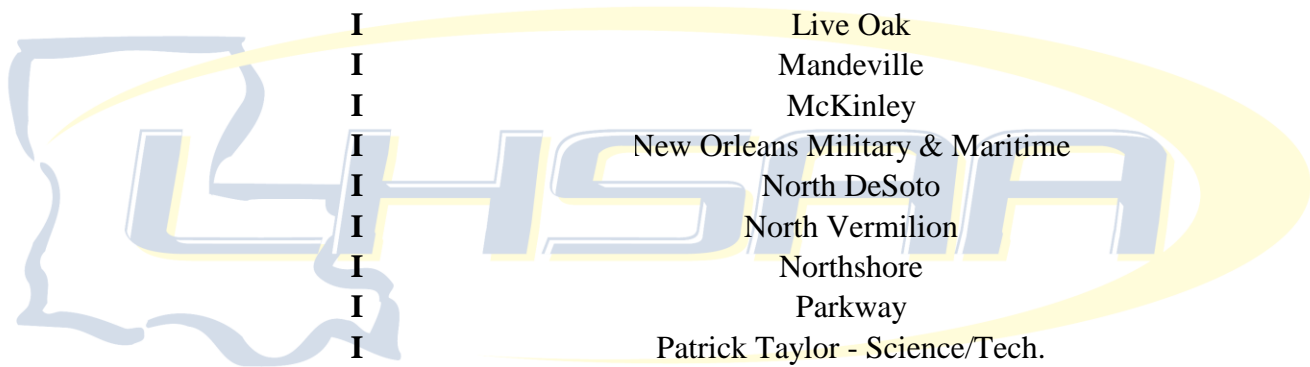 I Live Oak
I Mandeville
I McKinley
I New Orleans Military & Maritime
I North DeSoto
I North Vermilion
I Northshore
I Parkway
I Patrick Taylor - Science/Tech.
LHSAA